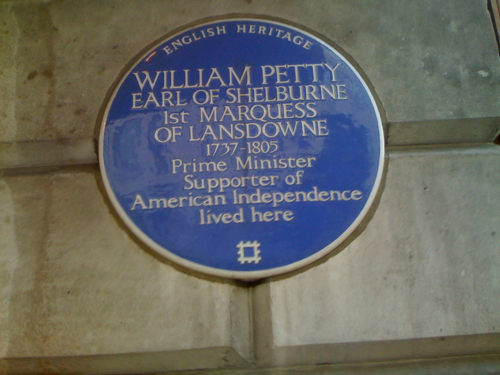 ENGLISH HERITAGE
WILLIAM PETTY
EARL OF SHELBURNE
1st MARQUESS
OF LANSDOWNE
1737-1805
Prime Minister
Supporter of
American Independence
lived here